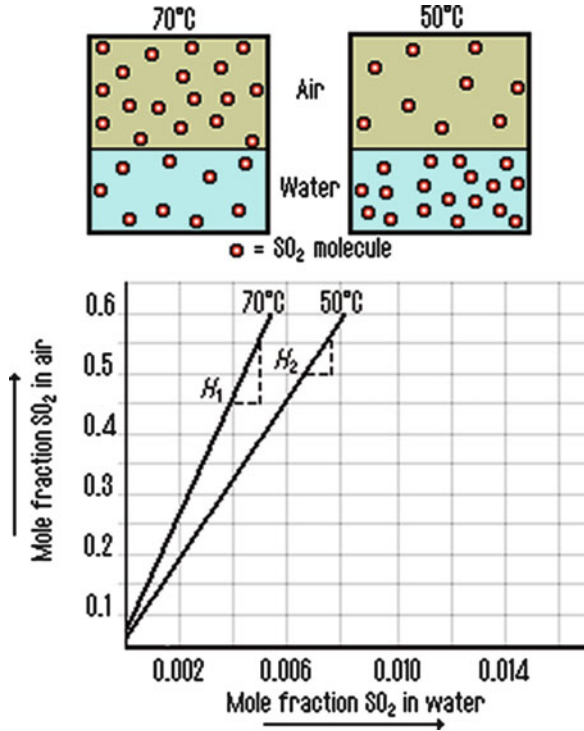 70°C 50°C
Air
Water
= SO₂ molecule
Mole fraction SO₂ in air
0.6
0.5
0.4
0.3
0.2
0.1
70°C 50°C
H₁ H₂
0.002 0.006 0.010 0.014
Mole fraction SO₂ in water